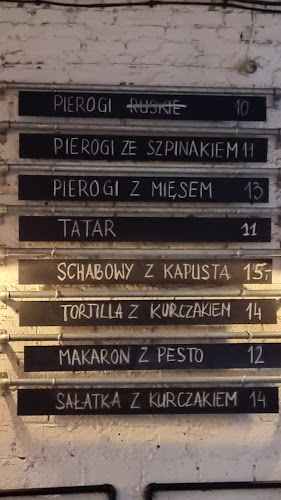 PIEROGI RUSKIE 10
PIEROGI ZE SZPINAKIEM 11
PIEROGI Z MIĘSEM 13
TATAR 11
SCHABOWY Z KAPUSTĄ 15,-
TORTILLA Z KURCZAKIEM 14
MAKARON Z PESTO 12
SAŁATKA Z KURCZAKIEM 14